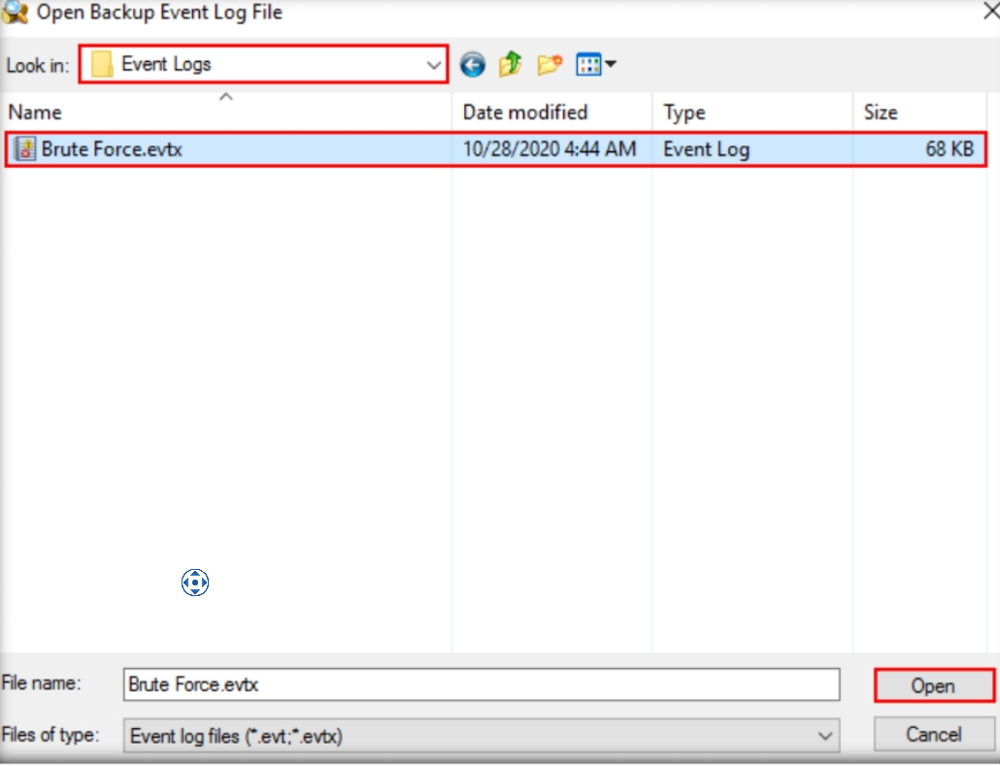 Open Backup Event Log File
Look in: Event Logs
Name Date modified Type Size
Brute Force.evtx 10/28/2020 4:44 AM Event Log 68 KB
File name: Brute Force.evtx Open
Files of type: Event log files (*.evt;*.evtx) Cancel